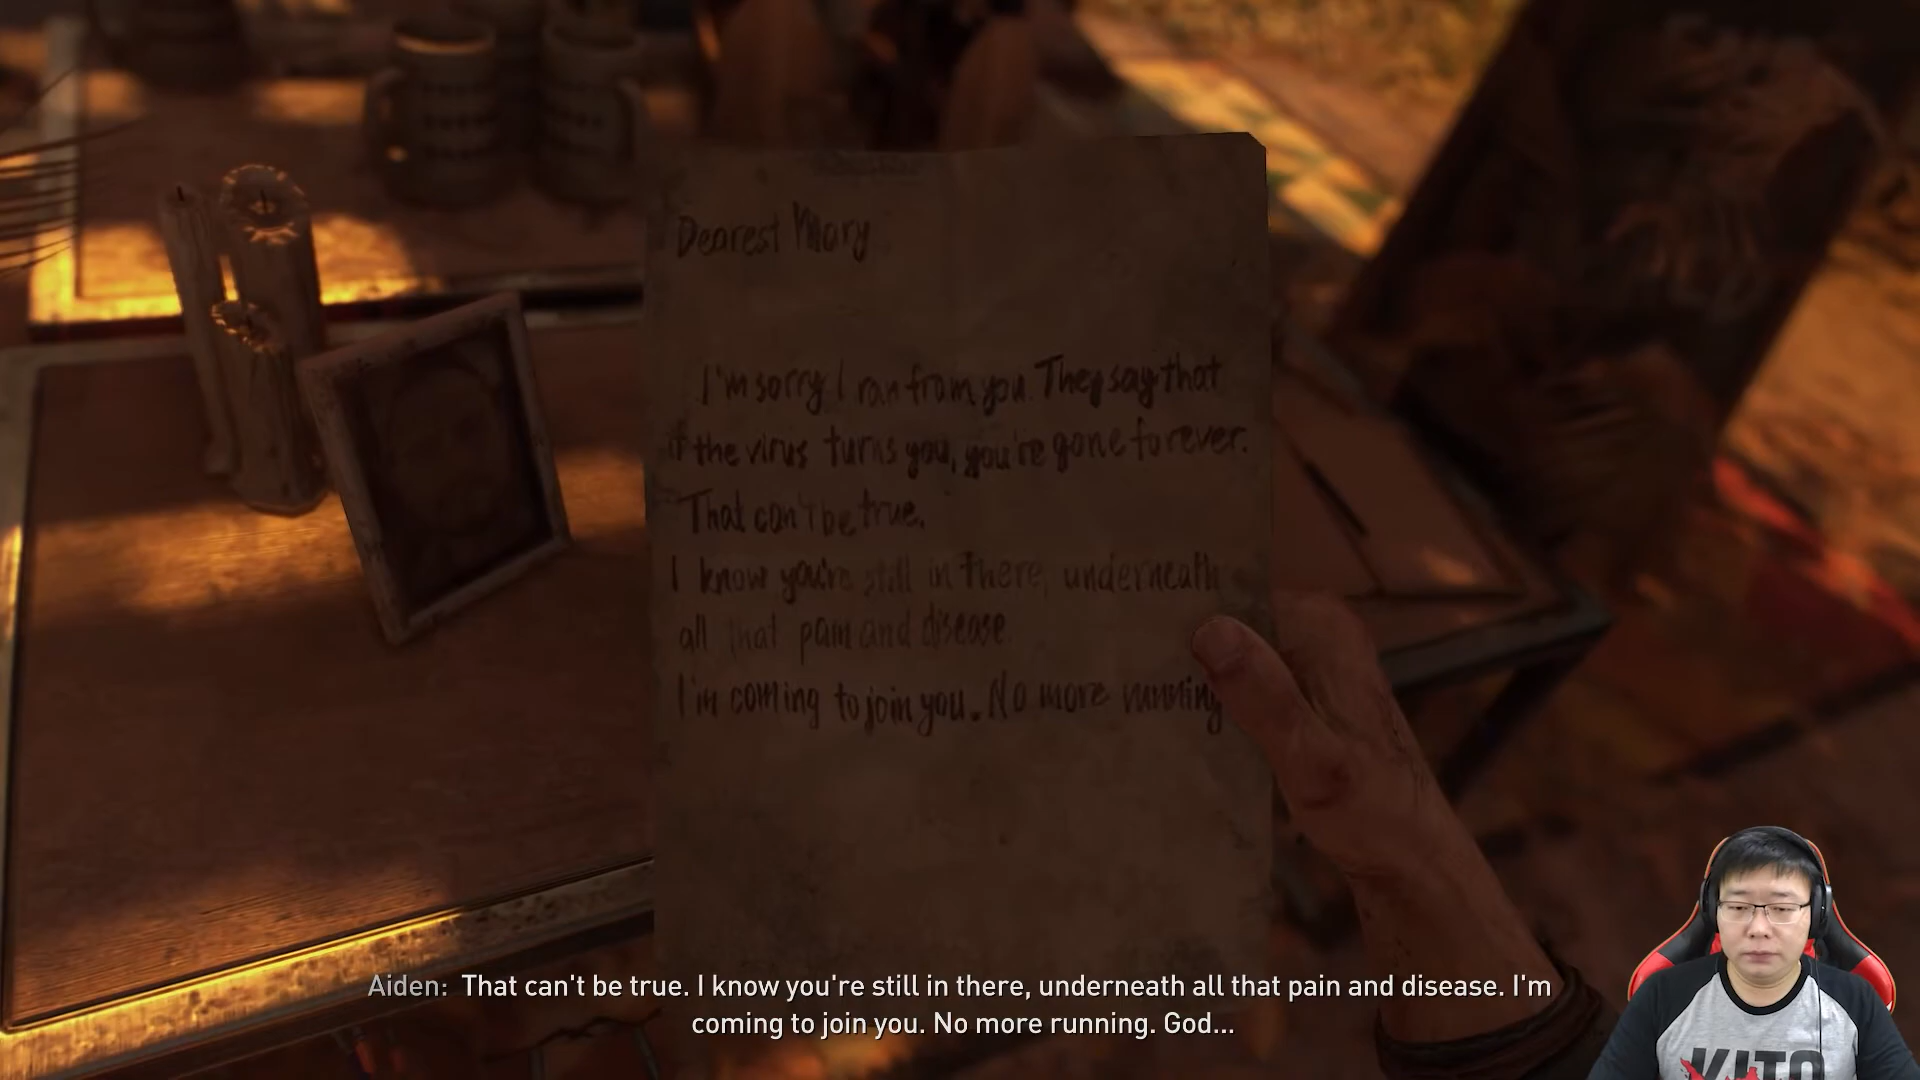 Dearest Mary
I'm sorry I ran from you. They say that
if the virus turns you, you're gone forever.
That can't be true.
I know you're still in there, underneath
all that pain and disease.
I'm coming to join you. No more running
Aiden: That can't be true. I know you're still in there, underneath all that pain and disease. I'm
coming to join you. No more running. God...
KITO